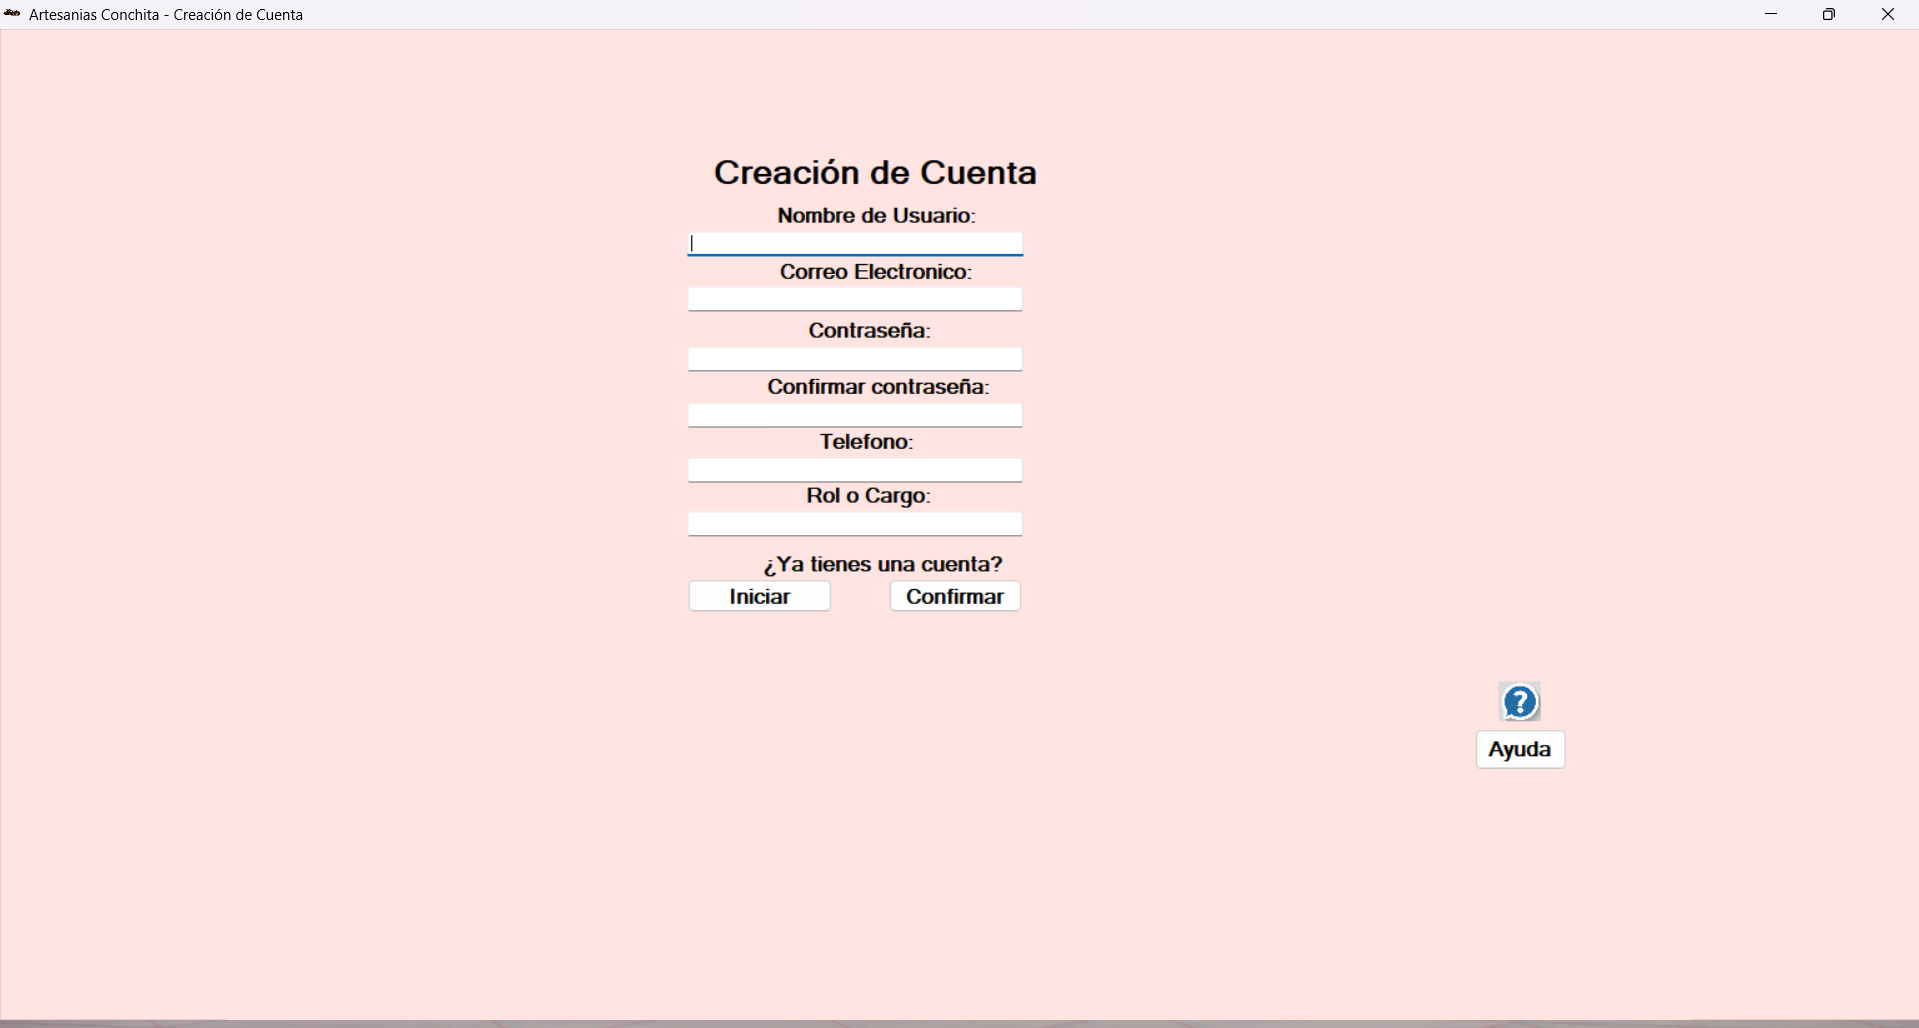 Artesanias Conchita - Creación de Cuenta
Creación de Cuenta
Nombre de Usuario:
Correo Electronico:
Contraseña:
Confirmar contraseña:
Telefono:
Rol o Cargo:
¿Ya tienes una cuenta?
Iniciar
Confirmar
?
Ayuda